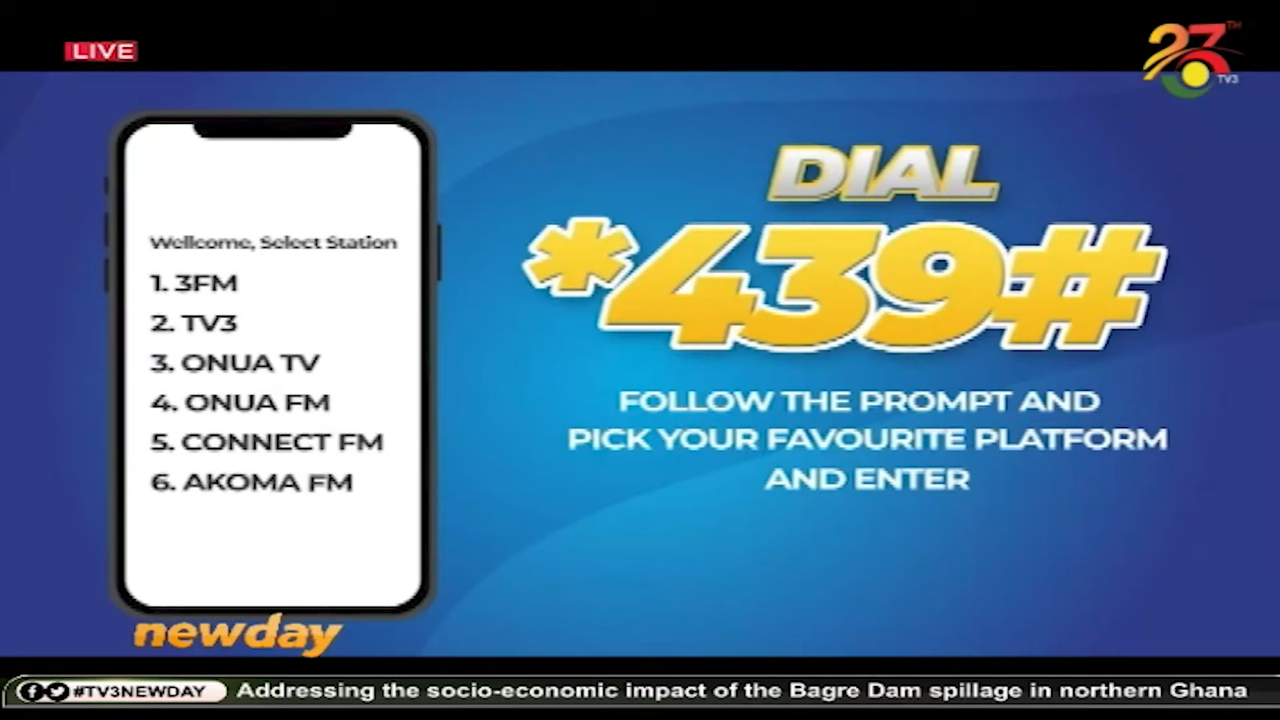 LIVE
23TH
TV3
DIAL
*439#
Wellcome, Select Station
1. 3FM
2. TV3
3. ONUA TV
4. ONUA FM
5. CONNECT FM
6. AKOMA FM
FOLLOW THE PROMPT AND
PICK YOUR FAVOURITE PLATFORM
AND ENTER
newday
#TV3NEWDAY Addressing the socio-economic impact of the Bagre Dam spillage in northern Ghana